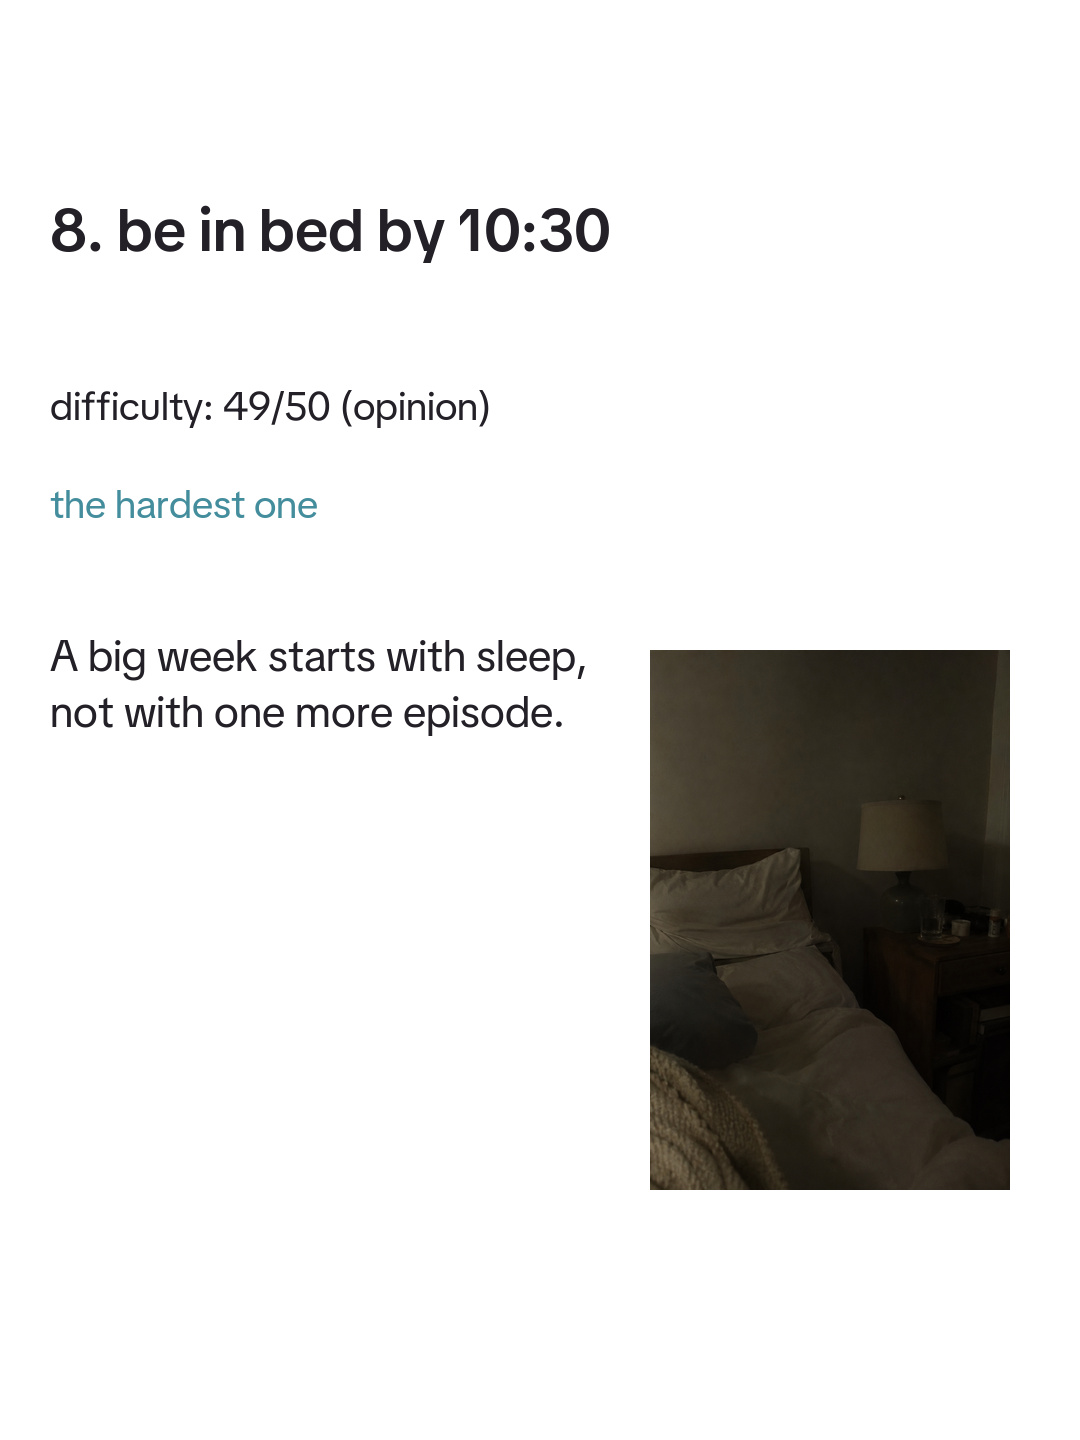 8. be in bed by 10:30
difficulty: 49/50 (opinion)
the hardest one
A big week starts with sleep,
not with one more episode.